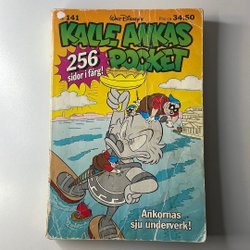 141
WALT DISNEY'S
34.50
KALLE ANKAS
POCKET
256
sidor i färg!
Ankornas
sju underverk!